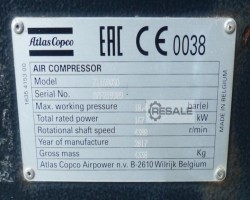 Atlas Copco
EAC CE 0038
AIR COMPRESSOR
Model
Serial No.
Max. working pressure bar(e)
Total rated power kW
Rotational shaft speed r/min.
Year of manufacture
Gross mass kg
Atlas Copco Airpower n.v. B-2610 Wilrijk Belgium
MADE IN BELGIUM
RESALE